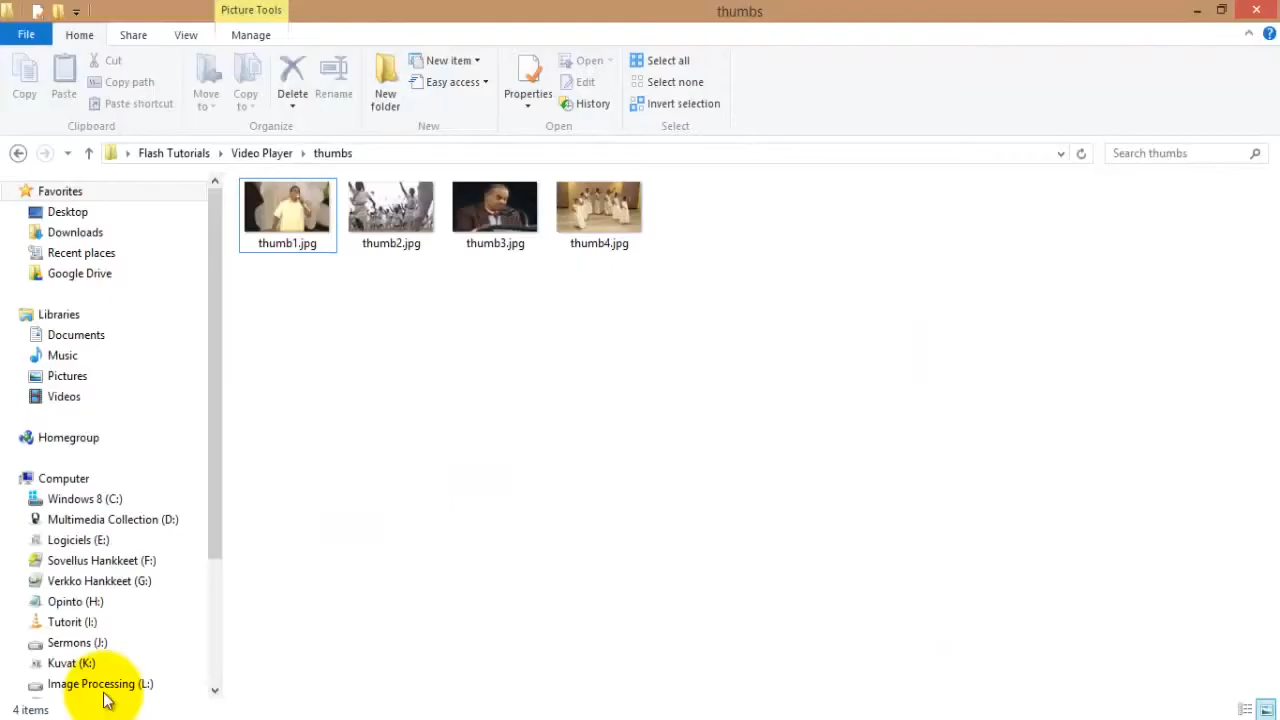 Picture Tools
thumbs
File
Home
Share
View
Manage
Copy
Paste
Cut
Copy path
Paste shortcut
Clipboard
Move to
Copy to
Delete
Rename
Organize
New folder
New item
Easy access
New
Properties
Open
Edit
History
Open
Select all
Select none
Invert selection
Select
Flash Tutorials
Video Player
thumbs
Search thumbs
Favorites
Desktop
Downloads
Recent places
Google Drive
Libraries
Documents
Music
Pictures
Videos
Homegroup
Computer
Windows 8 (C:)
Multimedia Collection (D:)
Logiciels (E:)
Sovellus Hankkeet (F:)
Verkko Hankkeet (G:)
Opinto (H:)
Tutorit (I:)
Sermons (J:)
Kuvat (K:)
Image Processing (L:)
thumb1.jpg
thumb2.jpg
thumb3.jpg
thumb4.jpg
4 items